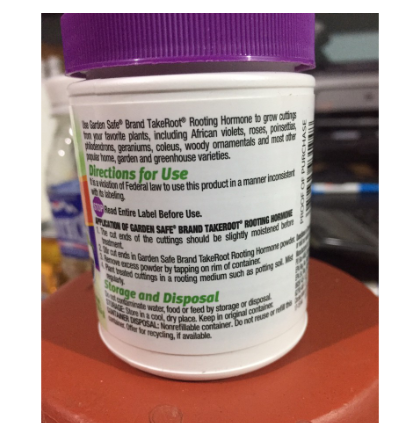 Use Garden Safe® Brand TakeRoot® Rooting Hormone to grow cuttings
from your favorite plants, including African violets, roses, poinsettias,
philodendrons, geraniums, coleus, woody ornamentals and most other
popular home, garden and greenhouse varieties.
Directions for Use
It is a violation of Federal law to use this product in a manner inconsistent
with its labeling.
STOP Read Entire Label Before Use.
APPLICATION OF GARDEN SAFE® BRAND TAKEROOT® ROOTING HORMONE
1. The cut ends of the cuttings should be slightly moistened before
treatment.
2. Dip cut ends in Garden Safe Brand TakeRoot Rooting Hormone powder.
3. Remove excess powder by tapping on rim of container.
4. Plant treated cuttings in a rooting medium such as potting soil. Mist
regularly.
Storage and Disposal
Do not contaminate water, food or feed by storage or disposal.
STORAGE: Store in a cool, dry place. Keep in original container.
CONTAINER DISPOSAL: Nonrefillable container. Do not reuse or refill this
container. Offer for recycling, if available.
PROOF OF PURCHASE